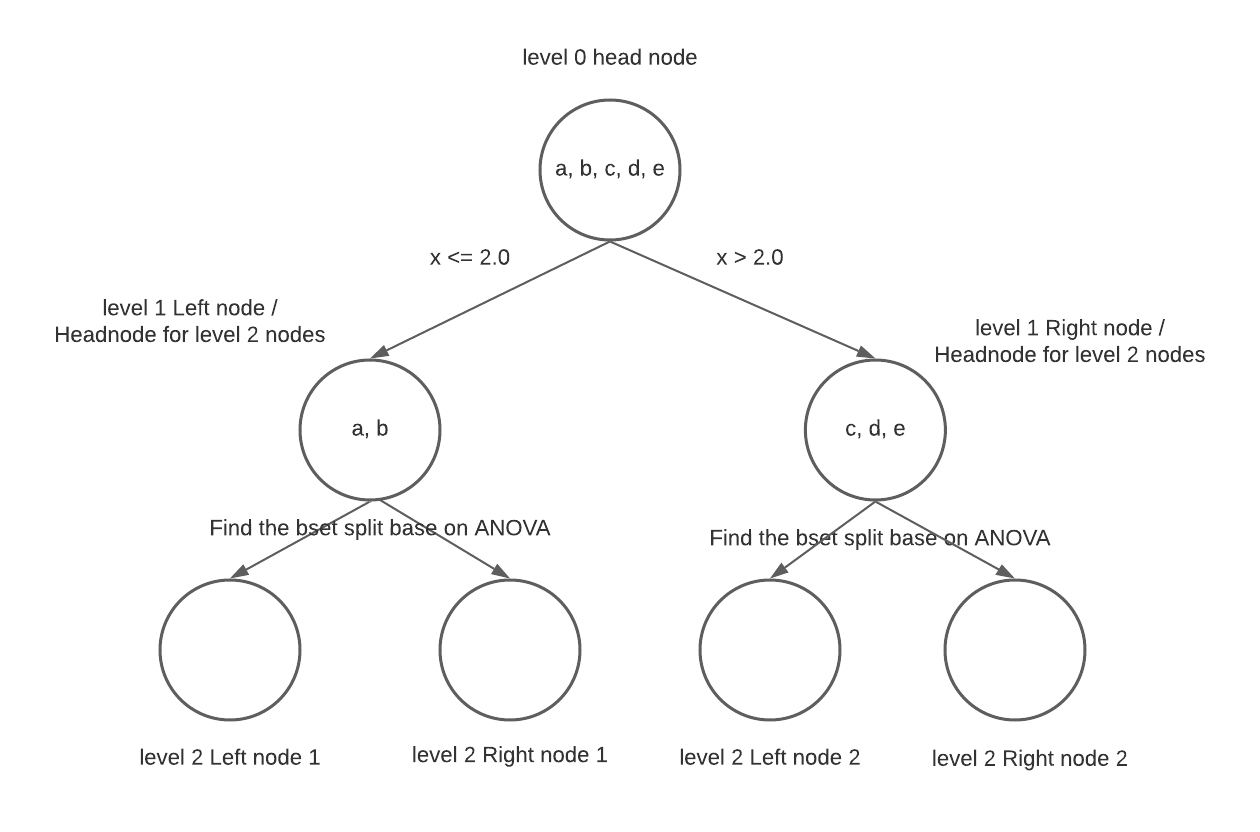 level 0 head node
a, b, c, d, e
x <= 2.0
x > 2.0
level 1 Left node /
Headnode for level 2 nodes
level 1 Right node /
Headnode for level 2 nodes
a, b
c, d, e
Find the bset split base on ANOVA
Find the bset split base on ANOVA
level 2 Left node 1
level 2 Right node 1
level 2 Left node 2
level 2 Right node 2